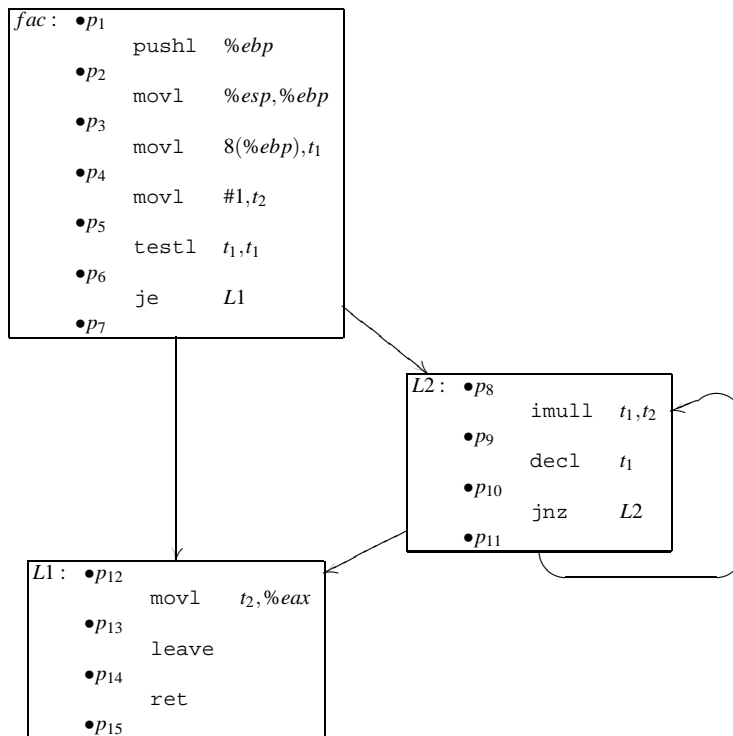 fac : •p₁
pushl %ebp
•p₂
movl %esp,%ebp
•p₃
movl 8(%ebp),t₁
•p₄
movl #1,t₂
•p₅
testl t₁,t₁
•p₆
je L1
•p₇
L2 : •p₈
imull t₁,t₂
•p₉
decl t₁
•p₁₀
jnz L2
•p₁₁
L1 : •p₁₂
movl t₂,%eax
•p₁₃
leave
•p₁₄
ret
•p₁₅